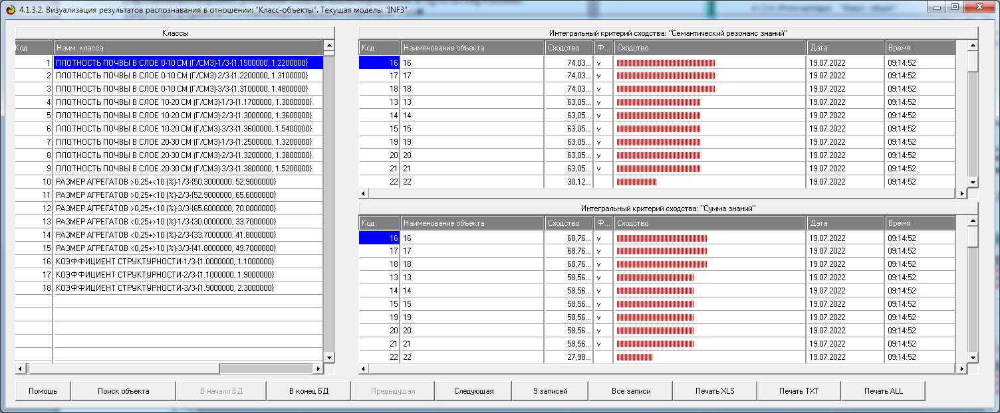 4.1.3.2. Визуализация результатов распознавания в отношении: "Класс-объекты". Текущая модель: "INF3"
Классы
Код Наим. класса
1 ПЛОТНОСТЬ ПОЧВЫ В СЛОЕ 0-10 СМ (Г/СМ3)-1/3-{1.1500000, 1.2200000}
2 ПЛОТНОСТЬ ПОЧВЫ В СЛОЕ 0-10 СМ (Г/СМ3)-2/3-{1.2200000, 1.3100000}
3 ПЛОТНОСТЬ ПОЧВЫ В СЛОЕ 0-10 СМ (Г/СМ3)-3/3-{1.3100000, 1.4800000}
4 ПЛОТНОСТЬ ПОЧВЫ В СЛОЕ 10-20 СМ (Г/СМ3)-1/3-{1.1700000, 1.3000000}
5 ПЛОТНОСТЬ ПОЧВЫ В СЛОЕ 10-20 СМ (Г/СМ3)-2/3-{1.3000000, 1.3600000}
6 ПЛОТНОСТЬ ПОЧВЫ В СЛОЕ 10-20 СМ (Г/СМ3)-3/3-{1.3600000, 1.5400000}
7 ПЛОТНОСТЬ ПОЧВЫ В СЛОЕ 20-30 СМ (Г/СМ3)-1/3-{1.2500000, 1.3200000}
8 ПЛОТНОСТЬ ПОЧВЫ В СЛОЕ 20-30 СМ (Г/СМ3)-2/3-{1.3200000, 1.3800000}
9 ПЛОТНОСТЬ ПОЧВЫ В СЛОЕ 20-30 СМ (Г/СМ3)-3/3-{1.3800000, 1.5200000}
10 РАЗМЕР АГРЕГАТОВ >0,25+<10 (%)-1/3-{50.3000000, 52.9000000}
11 РАЗМЕР АГРЕГАТОВ >0,25+<10 (%)-2/3-{52.9000000, 65.6000000}
12 РАЗМЕР АГРЕГАТОВ >0,25+<10 (%)-3/3-{65.6000000, 70.0000000}
13 РАЗМЕР АГРЕГАТОВ <0,25+>10 (%)-1/3-{30.0000000, 33.7000000}
14 РАЗМЕР АГРЕГАТОВ <0,25+>10 (%)-2/3-{33.7000000, 41.8000000}
15 РАЗМЕР АГРЕГАТОВ <0,25+>10 (%)-3/3-{41.8000000, 49.7000000}
16 КОЭФФИЦИЕНТ СТРУКТУРНОСТИ-1/3-{1.0000000, 1.1000000}
17 КОЭФФИЦИЕНТ СТРУКТУРНОСТИ-2/3-{1.1000000, 1.9000000}
18 КОЭФФИЦИЕНТ СТРУКТУРНОСТИ-3/3-{1.9000000, 2.3000000}
Интегральный критерий сходства: "Семантический резонанс знаний"
Код Наименование объекта Сходство Ф... Сходство Дата Время
16 16 74,03... v 19.07.2022 09:14:52
17 17 74,03... v 19.07.2022 09:14:52
18 18 74,03... v 19.07.2022 09:14:52
13 13 63,05... v 19.07.2022 09:14:52
14 14 63,05... v 19.07.2022 09:14:52
15 15 63,05... v 19.07.2022 09:14:52
19 19 63,05... v 19.07.2022 09:14:52
20 20 63,05... v 19.07.2022 09:14:52
21 21 63,05... v 19.07.2022 09:14:52
22 22 30,12... 19.07.2022 09:14:52
Интегральный критерий сходства: "Сумма знаний"
Код Наименование объекта Сходство Ф... Сходство Дата Время
16 16 68,76... v 19.07.2022 09:14:52
17 17 68,76... v 19.07.2022 09:14:52
18 18 68,76... v 19.07.2022 09:14:52
13 13 58,56... v 19.07.2022 09:14:52
14 14 58,56... v 19.07.2022 09:14:52
15 15 58,56... v 19.07.2022 09:14:52
19 19 58,56... v 19.07.2022 09:14:52
20 20 58,56... v 19.07.2022 09:14:52
21 21 58,56... v 19.07.2022 09:14:52
22 22 27,98... 19.07.2022 09:14:52
Помощь Поиск объекта В начало БД В конец БД Предыдущая Следующая 9 записей Все записи Печать XLS Печать TXT Печать ALL